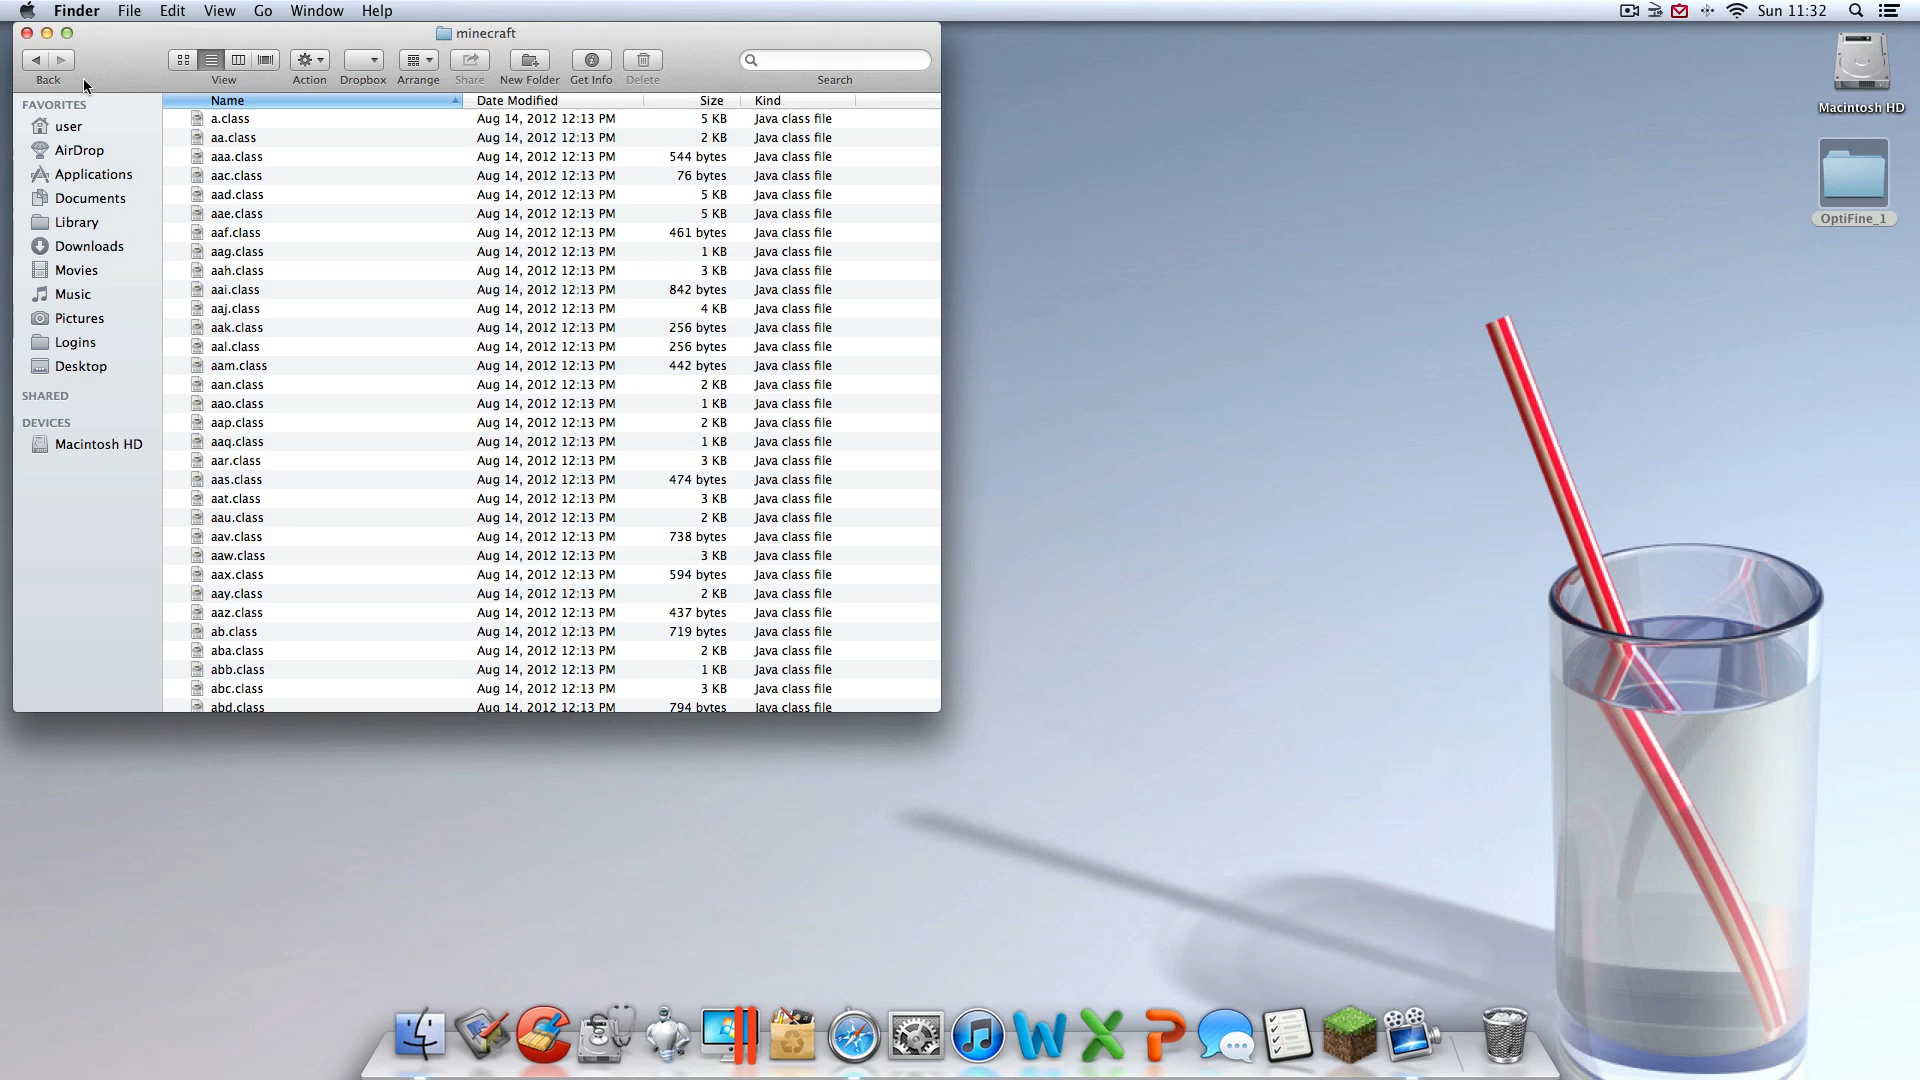 Finder File Edit View Go Window Help Sun 11:32
minecraft
Back View Action Dropbox Arrange Share New Folder Get Info Delete Search
Macintosh HD
OptiFine_1
FAVORITES
user
AirDrop
Applications
Documents
Library
Downloads
Movies
Music
Pictures
Logins
Desktop
SHARED
DEVICES
Macintosh HD
Name Date Modified Size Kind
a.class Aug 14, 2012 12:13 PM 5 KB Java class file
aa.class Aug 14, 2012 12:13 PM 2 KB Java class file
aaa.class Aug 14, 2012 12:13 PM 544 bytes Java class file
aac.class Aug 14, 2012 12:13 PM 76 bytes Java class file
aad.class Aug 14, 2012 12:13 PM 5 KB Java class file
aae.class Aug 14, 2012 12:13 PM 5 KB Java class file
aaf.class Aug 14, 2012 12:13 PM 461 bytes Java class file
aag.class Aug 14, 2012 12:13 PM 1 KB Java class file
aah.class Aug 14, 2012 12:13 PM 3 KB Java class file
aai.class Aug 14, 2012 12:13 PM 842 bytes Java class file
aaj.class Aug 14, 2012 12:13 PM 4 KB Java class file
aak.class Aug 14, 2012 12:13 PM 256 bytes Java class file
aal.class Aug 14, 2012 12:13 PM 256 bytes Java class file
aam.class Aug 14, 2012 12:13 PM 442 bytes Java class file
aan.class Aug 14, 2012 12:13 PM 2 KB Java class file
aao.class Aug 14, 2012 12:13 PM 1 KB Java class file
aap.class Aug 14, 2012 12:13 PM 2 KB Java class file
aaq.class Aug 14, 2012 12:13 PM 1 KB Java class file
aar.class Aug 14, 2012 12:13 PM 3 KB Java class file
aas.class Aug 14, 2012 12:13 PM 474 bytes Java class file
aat.class Aug 14, 2012 12:13 PM 3 KB Java class file
aau.class Aug 14, 2012 12:13 PM 2 KB Java class file
aav.class Aug 14, 2012 12:13 PM 738 bytes Java class file
aaw.class Aug 14, 2012 12:13 PM 3 KB Java class file
aax.class Aug 14, 2012 12:13 PM 594 bytes Java class file
aay.class Aug 14, 2012 12:13 PM 2 KB Java class file
aaz.class Aug 14, 2012 12:13 PM 437 bytes Java class file
ab.class Aug 14, 2012 12:13 PM 719 bytes Java class file
aba.class Aug 14, 2012 12:13 PM 2 KB Java class file
abb.class Aug 14, 2012 12:13 PM 1 KB Java class file
abc.class Aug 14, 2012 12:13 PM 3 KB Java class file
abd.class Aug 14, 2012 12:13 PM 794 bytes Java class file